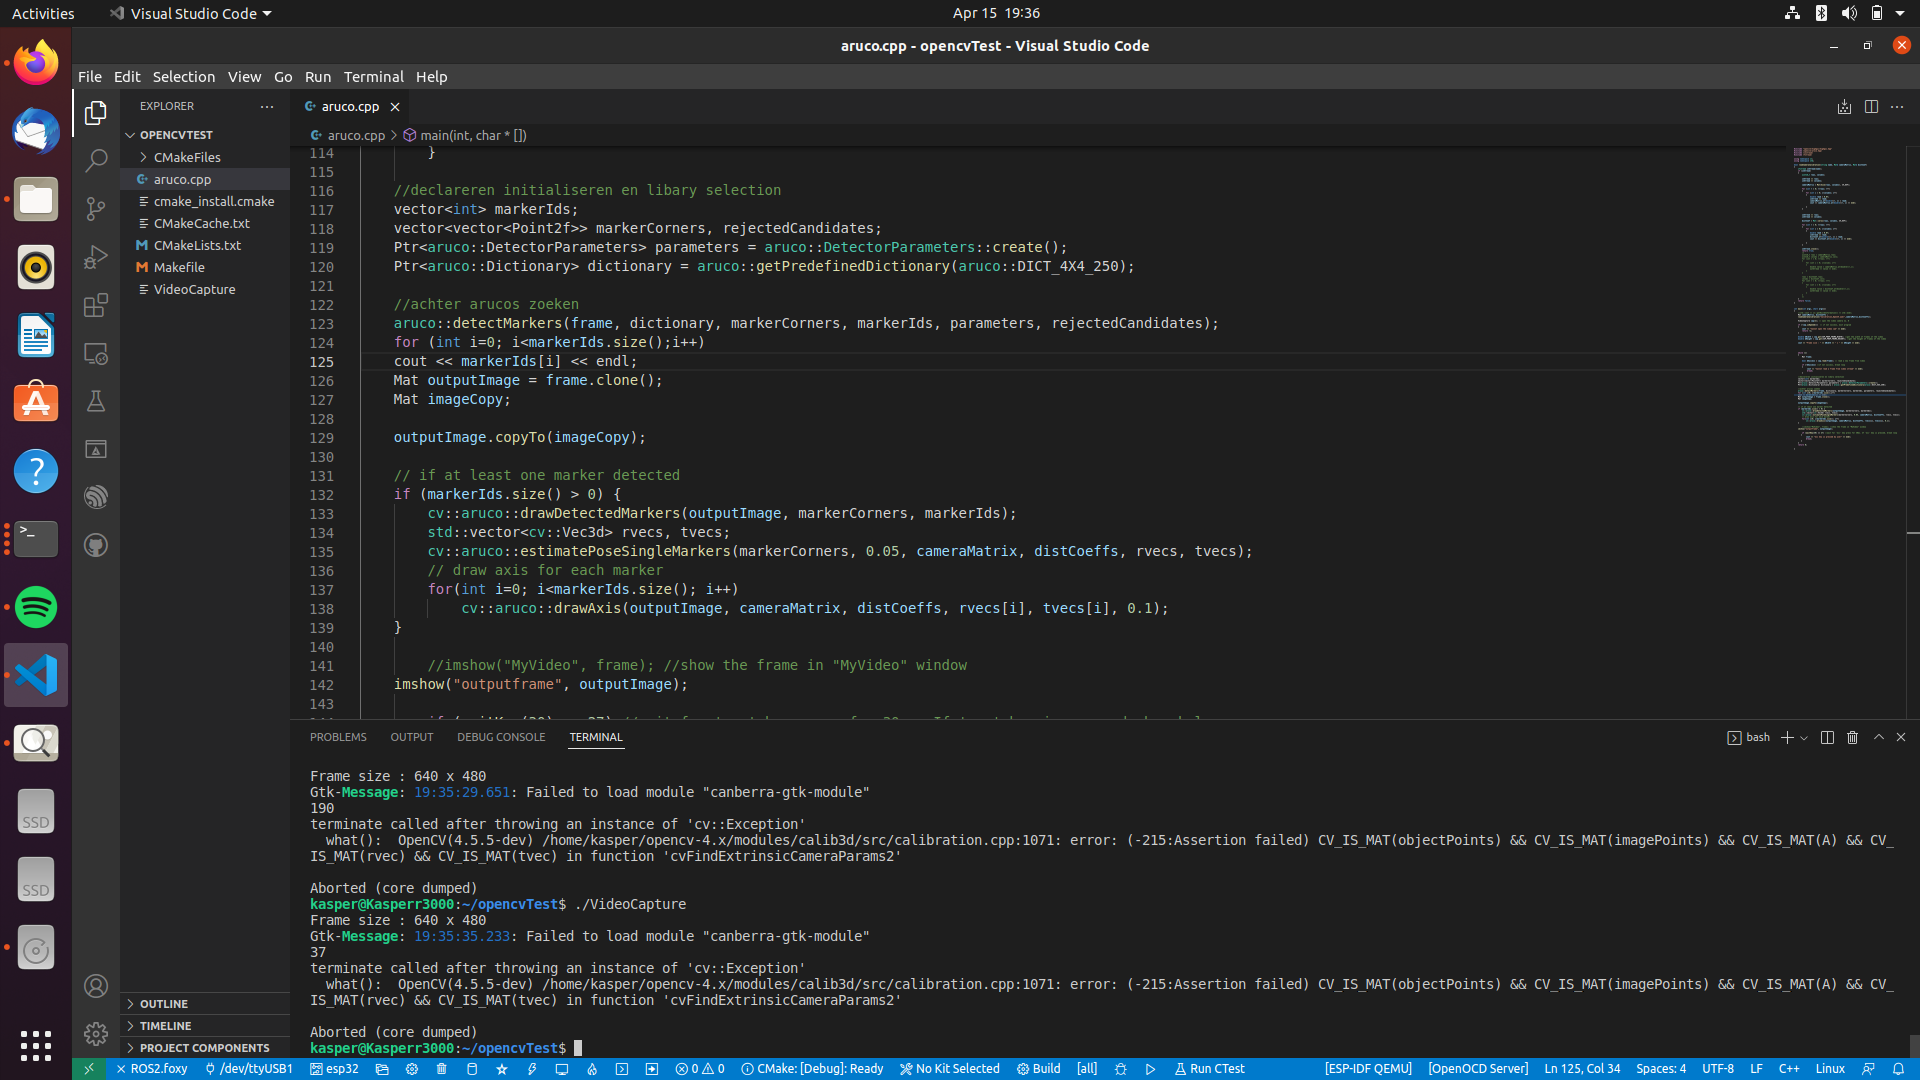 Activities
Visual Studio Code
Apr 15 19:36
aruco.cpp - opencvTest - Visual Studio Code
File Edit Selection View Go Run Terminal Help
EXPLORER
OPENCVTEST
CMakeFiles
aruco.cpp
cmake_install.cmake
CMakeCache.txt
CMakeLists.txt
Makefile
VideoCapture
OUTLINE
TIMELINE
PROJECT COMPONENTS
SSD
SSD
aruco.cpp
aruco.cpp > main(int, char * [])
114 }
115
116 //declareren initialiseren en libary selection
117 vector<int> markerIds;
118 vector<vector<Point2f>> markerCorners, rejectedCandidates;
119 Ptr<aruco::DetectorParameters> parameters = aruco::DetectorParameters::create();
120 Ptr<aruco::Dictionary> dictionary = aruco::getPredefinedDictionary(aruco::DICT_4X4_250);
121
122 //achter arucos zoeken
123 aruco::detectMarkers(frame, dictionary, markerCorners, markerIds, parameters, rejectedCandidates);
124 for (int i=0; i<markerIds.size();i++)
125 cout << markerIds[i] << endl;
126 Mat outputImage = frame.clone();
127 Mat imageCopy;
128
129 outputImage.copyTo(imageCopy);
130
131 // if at least one marker detected
132 if (markerIds.size() > 0) {
133 cv::aruco::drawDetectedMarkers(outputImage, markerCorners, markerIds);
134 std::vector<cv::Vec3d> rvecs, tvecs;
135 cv::aruco::estimatePoseSingleMarkers(markerCorners, 0.05, cameraMatrix, distCoeffs, rvecs, tvecs);
136 // draw axis for each marker
137 for(int i=0; i<markerIds.size(); i++)
138 cv::aruco::drawAxis(outputImage, cameraMatrix, distCoeffs, rvecs[i], tvecs[i], 0.1);
139 }
140
141 //imshow("MyVideo", frame); //show the frame in "MyVideo" window
142 imshow("outputframe", outputImage);
143
PROBLEMS OUTPUT DEBUG CONSOLE TERMINAL
bash
Frame size : 640 x 480
Gtk-Message: 19:35:29.651: Failed to load module "canberra-gtk-module"
190
terminate called after throwing an instance of 'cv::Exception'
what():  OpenCV(4.5.5-dev) /home/kasper/opencv-4.x/modules/calib3d/src/calibration.cpp:1071: error: (-215:Assertion failed) CV_IS_MAT(objectPoints) && CV_IS_MAT(imagePoints) && CV_IS_MAT(A) && CV_
IS_MAT(rvec) && CV_IS_MAT(tvec) in function 'cvFindExtrinsicCameraParams2'
Aborted (core dumped)
kasper@Kasperr3000:~/opencvTest$ ./VideoCapture
Frame size : 640 x 480
Gtk-Message: 19:35:35.233: Failed to load module "canberra-gtk-module"
37
terminate called after throwing an instance of 'cv::Exception'
what():  OpenCV(4.5.5-dev) /home/kasper/opencv-4.x/modules/calib3d/src/calibration.cpp:1071: error: (-215:Assertion failed) CV_IS_MAT(objectPoints) && CV_IS_MAT(imagePoints) && CV_IS_MAT(A) && CV_
IS_MAT(rvec) && CV_IS_MAT(tvec) in function 'cvFindExtrinsicCameraParams2'
Aborted (core dumped)
kasper@Kasperr3000:~/opencvTest$
ROS2.foxy /dev/ttyUSB1 esp32 0 0 CMake: [Debug]: Ready No Kit Selected Build [all] Run CTest [ESP-IDF QEMU] [OpenOCD Server] Ln 125, Col 34 Spaces: 4 UTF-8 LF C++ Linux